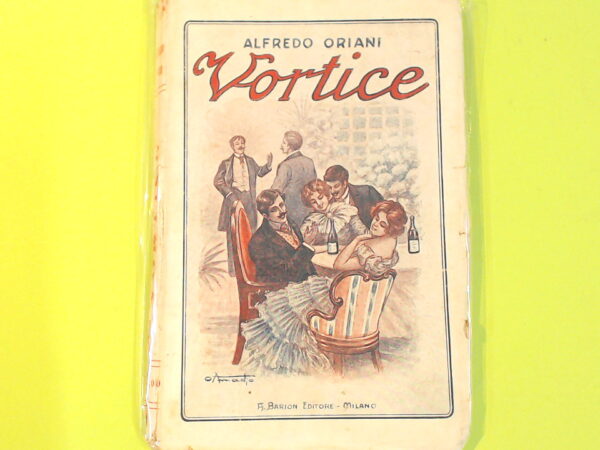 ALFREDO ORIANI
Vortice
A. BARION EDITORE - MILANO